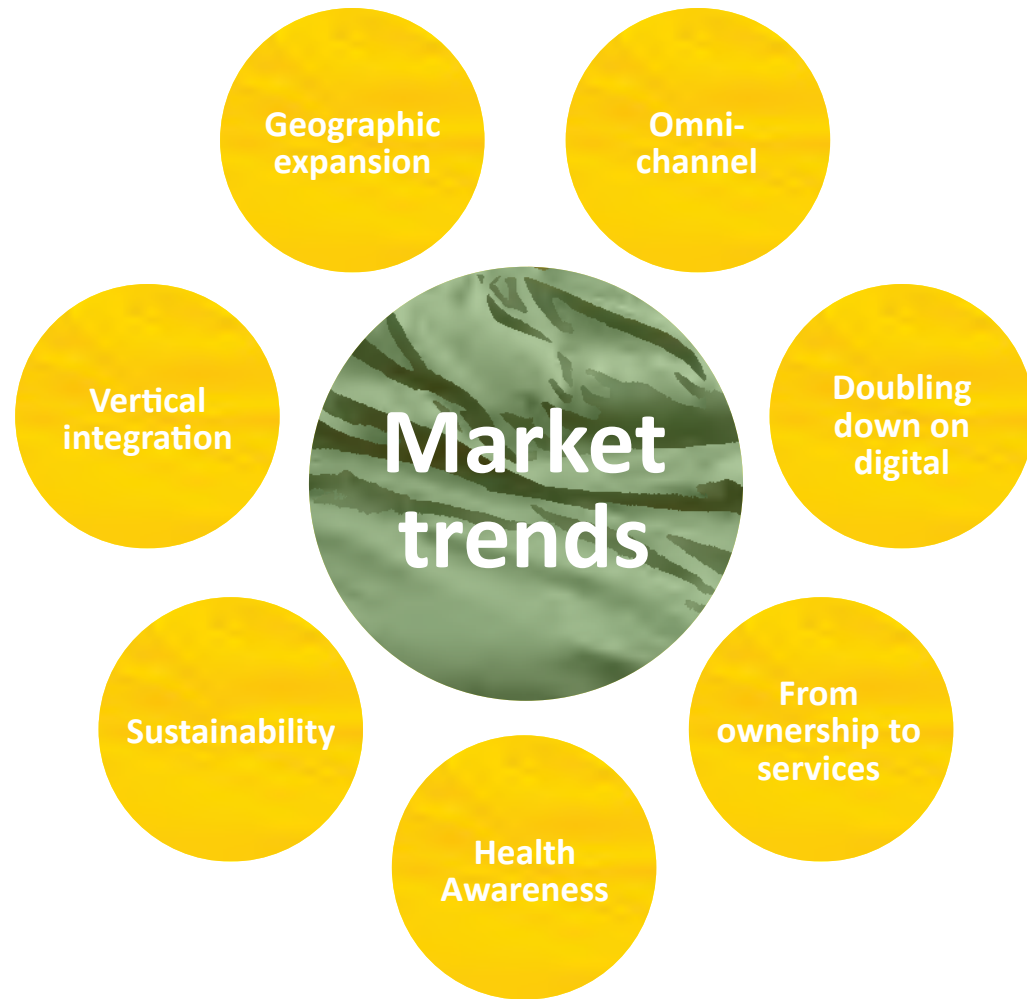 Geographic
expansion
Omni-
channel
Vertical
integration
Market
trends
Doubling
down on
digital
Sustainability
From
ownership to
services
Health
Awareness